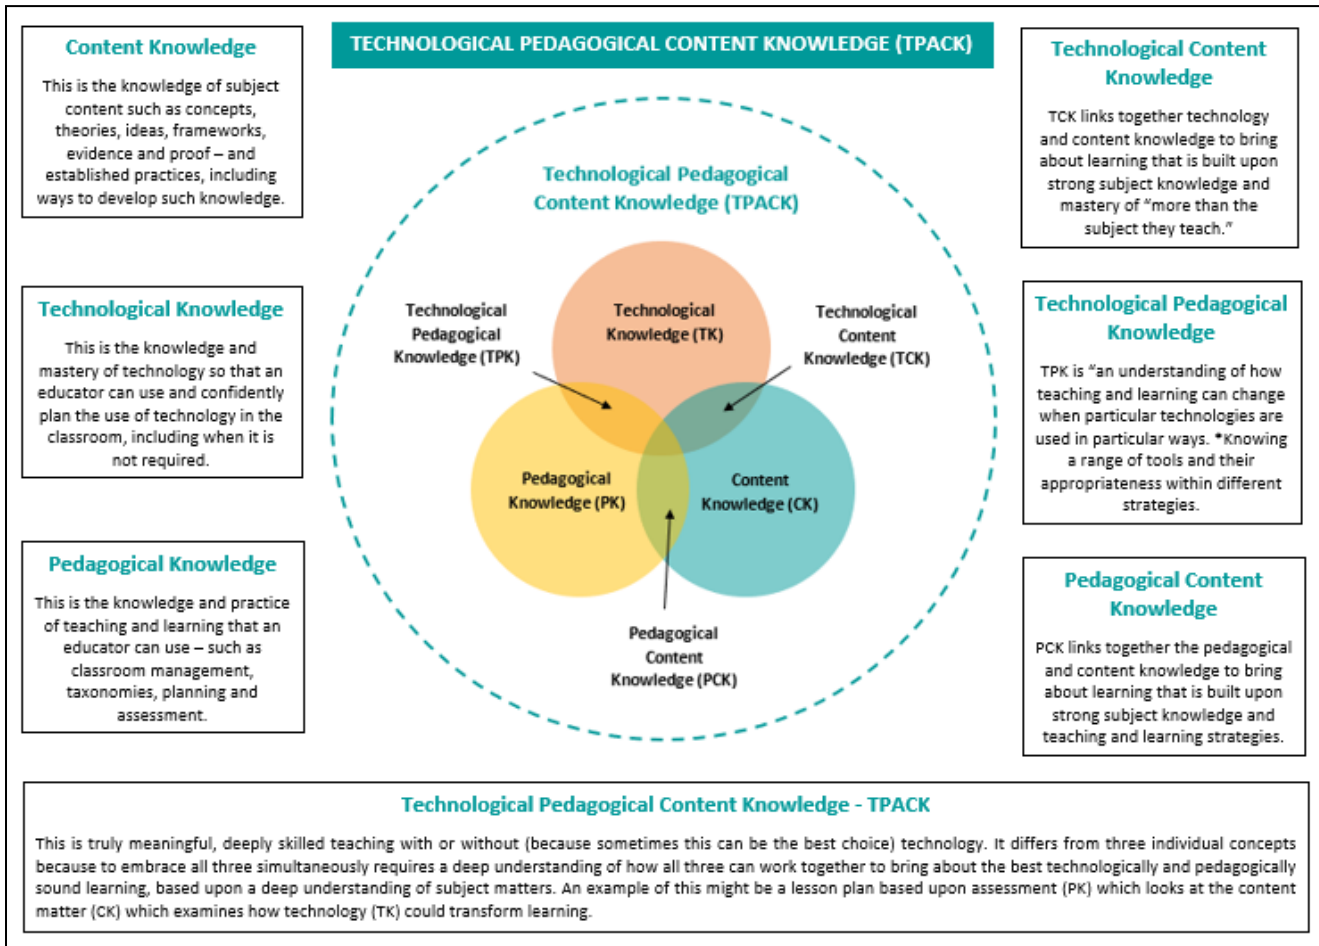 TECHNOLOGICAL PEDAGOGICAL CONTENT KNOWLEDGE (TPACK)
Content Knowledge
This is the knowledge of subject
content such as concepts,
theories, ideas, frameworks,
evidence and proof – and
established practices, including
ways to develop such knowledge.
Technological Knowledge
This is the knowledge and
mastery of technology so that an
educator can use and confidently
plan the use of technology in the
classroom, including when it is
not required.
Pedagogical Knowledge
This is the knowledge and practice
of teaching and learning that an
educator can use – such as
classroom management,
taxonomies, planning and
assessment.
Technological Pedagogical
Content Knowledge (TPACK)
Technological
Pedagogical
Knowledge (TPK)
Technological
Knowledge (TK)
Technological
Content
Knowledge (TCK)
Pedagogical
Knowledge (PK)
Content
Knowledge (CK)
Pedagogical
Content
Knowledge (PCK)
Technological Content
Knowledge
TCK links together technology
and content knowledge to bring
about learning that is built upon
strong subject knowledge and
mastery of “more than the
subject they teach.”
Technological Pedagogical
Knowledge
TPK is “an understanding of how
teaching and learning can change
when particular technologies are
used in particular ways. *Knowing
a range of tools and their
appropriateness within different
strategies.
Pedagogical Content
Knowledge
PCK links together the pedagogical
and content knowledge to bring
about learning that is built upon
strong subject knowledge and
teaching and learning strategies.
Technological Pedagogical Content Knowledge - TPACK
This is truly meaningful, deeply skilled teaching with or without (because sometimes this can be the best choice) technology. It differs from three individual concepts
because to embrace all three simultaneously requires a deep understanding of how all three can work together to bring about the best technologically and pedagogically
sound learning, based upon a deep understanding of subject matters. An example of this might be a lesson plan based upon assessment (PK) which looks at the content
matter (CK) which examines how technology (TK) could transform learning.